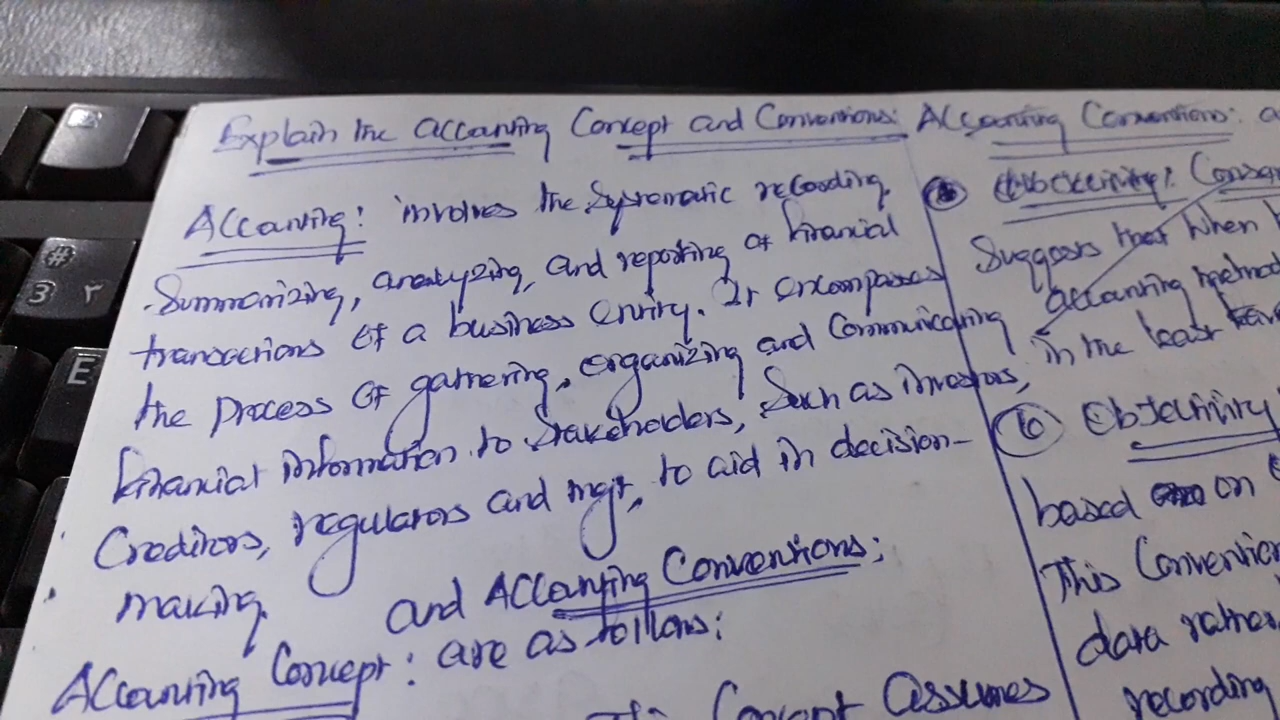 Explain the Accounting Concept and Conventions:
Accounting: involves the Systematic recording,
Summarizing, analyzing, and reporting of financial
transactions of a business entity. It encompasses
the process of gathering, organizing and Communicating
financial information to Stakeholders, Such as investors,
Creditors, regulators and mgt, to aid in decision-
making.
and Accounting Conventions:
Accounting Concept: are as follows:
Concept assumes
Accounting Conventions:
Objectivity:
Suggests that when
accounting method
in the least
(b) Objectivity
based on
This Convention
data rather
recording
#
3 ٣
E